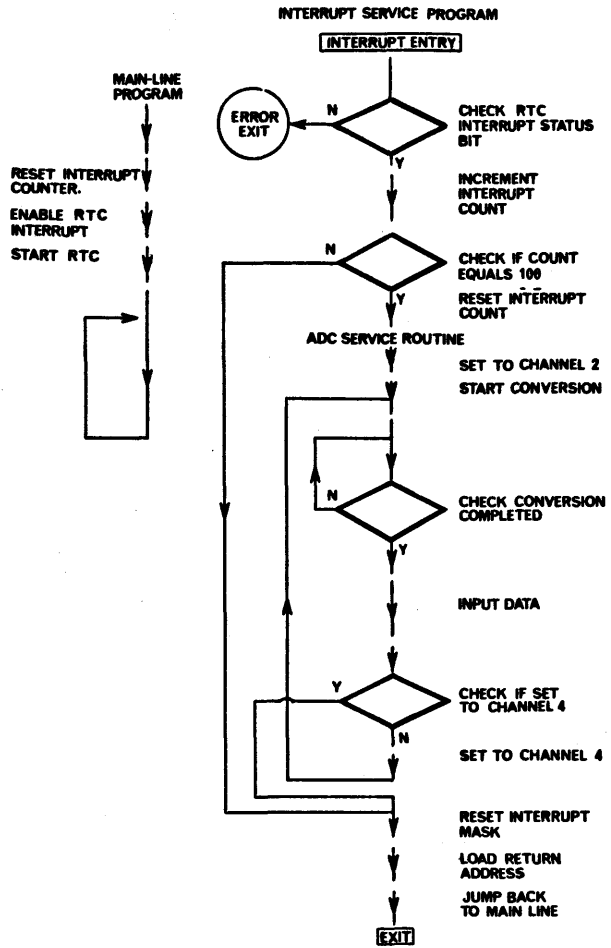 INTERRUPT SERVICE PROGRAM
INTERRUPT ENTRY
MAIN-LINE
PROGRAM
RESET INTERRUPT
COUNTER.
ENABLE RTC
INTERRUPT
START RTC
N
ERROR
EXIT
CHECK RTC
INTERRUPT STATUS
BIT
Y
INCREMENT
INTERRUPT
COUNT
N
CHECK IF COUNT
EQUALS 100
Y
RESET INTERRUPT
COUNT
ADC SERVICE ROUTINE
SET TO CHANNEL 2
START CONVERSION
N
CHECK CONVERSION
COMPLETED
Y
INPUT DATA
Y
CHECK IF SET
TO CHANNEL 4
N
SET TO CHANNEL 4
RESET INTERRUPT
MASK
LOAD RETURN
ADDRESS
JUMP BACK
TO MAIN LINE
EXIT